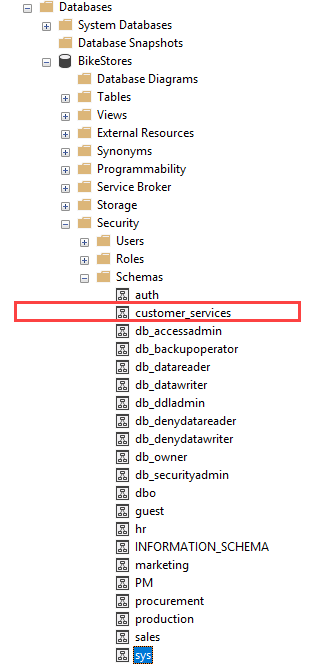 Databases
System Databases
Database Snapshots
BikeStores
Database Diagrams
Tables
Views
External Resources
Synonyms
Programmability
Service Broker
Storage
Security
Users
Roles
Schemas
auth
customer_services
db_accessadmin
db_backupoperator
db_datareader
db_datawriter
db_ddladmin
db_denydatareader
db_denydatawriter
db_owner
db_securityadmin
dbo
guest
hr
INFORMATION_SCHEMA
marketing
PM
procurement
production
sales
sys